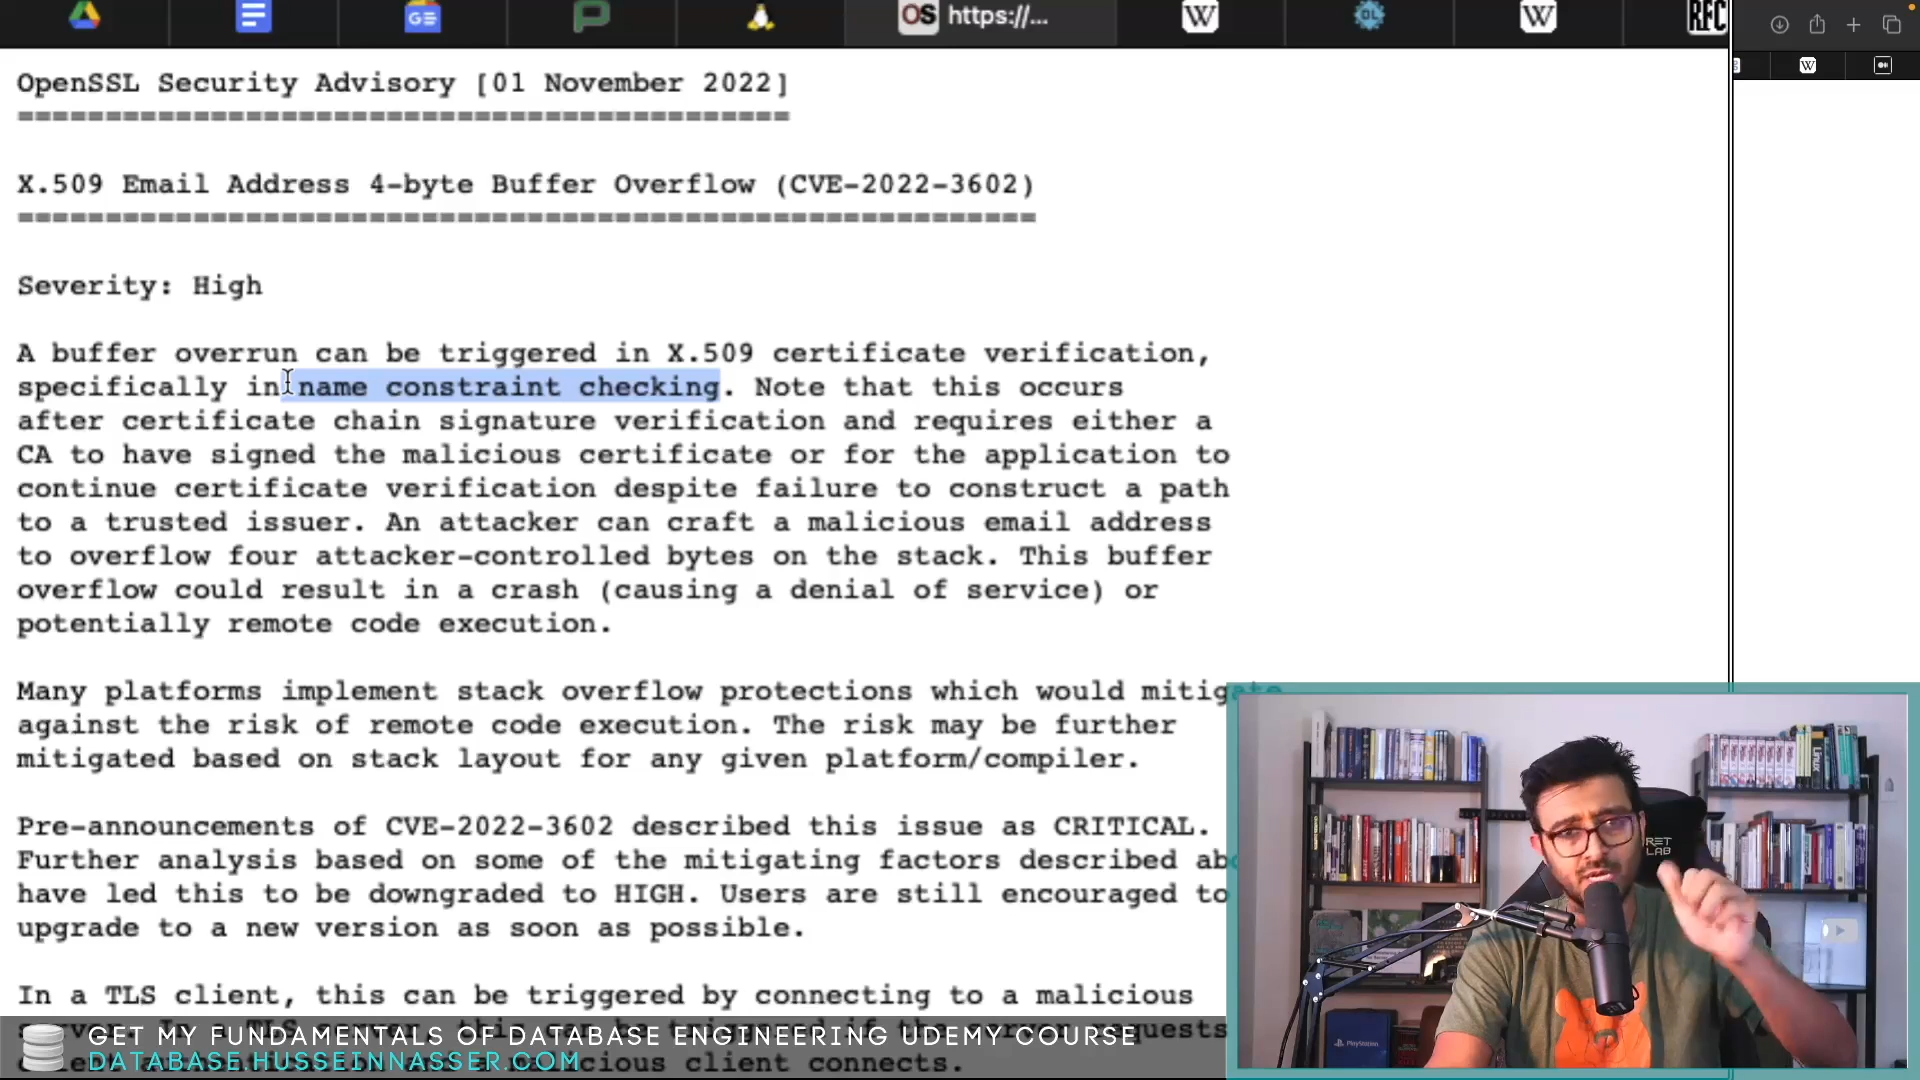 https://...
OpenSSL Security Advisory [01 November 2022]
============================================
X.509 Email Address 4-byte Buffer Overflow (CVE-2022-3602)
==========================================================
Severity: High
A buffer overrun can be triggered in X.509 certificate verification,
specifically in name constraint checking. Note that this occurs
after certificate chain signature verification and requires either a
CA to have signed the malicious certificate or for the application to
continue certificate verification despite failure to construct a path
to a trusted issuer. An attacker can craft a malicious email address
to overflow four attacker-controlled bytes on the stack. This buffer
overflow could result in a crash (causing a denial of service) or
potentially remote code execution.
Many platforms implement stack overflow protections which would mitigate
against the risk of remote code execution. The risk may be further
mitigated based on stack layout for any given platform/compiler.
Pre-announcements of CVE-2022-3602 described this issue as CRITICAL.
Further analysis based on some of the mitigating factors described
have led this to be downgraded to HIGH. Users are still encouraged to
upgrade to a new version as soon as possible.
In a TLS client, this can be triggered by connecting to a malicious
GET MY FUNDAMENTALS OF DATABASE ENGINEERING UDEMY COURSE
DATABASE.HUSSEINNASSER.COM
client connects.
OS
W
W
RFC
GE
W
RET
LAB
Linux
PlayStation